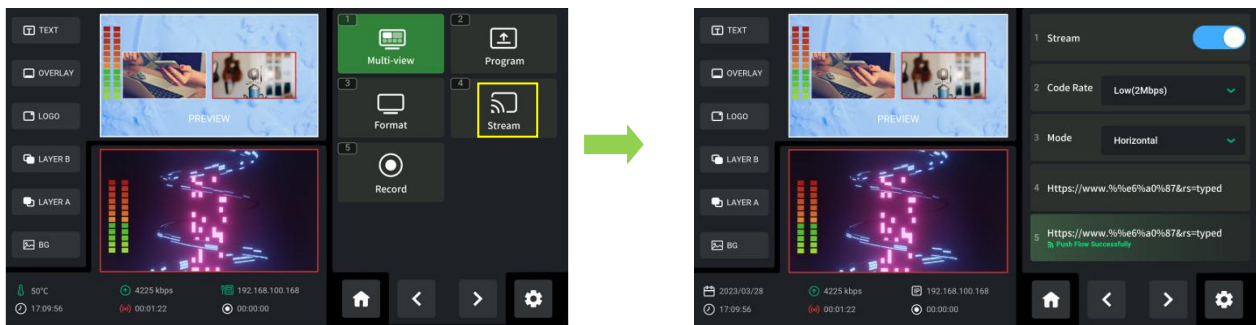 TEXT
OVERLAY
LOGO
LAYER B
LAYER A
BG
PREVIEW
1
Multi-view
2
Program
3
Format
4
Stream
5
Record
50°C
4225 kbps
192.168.100.168
17:09:56
00:01:22
00:00:00
TEXT
OVERLAY
LOGO
LAYER B
LAYER A
BG
PREVIEW
1 Stream
2 Code Rate Low(2Mbps)
3 Mode Horizontal
4 Https://www.%%e6%a0%87&rs=typed
5 Https://www.%%e6%a0%87&rs=typed
Push Flow Successfully
2023/03/28
4225 kbps
IP 192.168.100.168
17:09:56
00:01:22
00:00:00